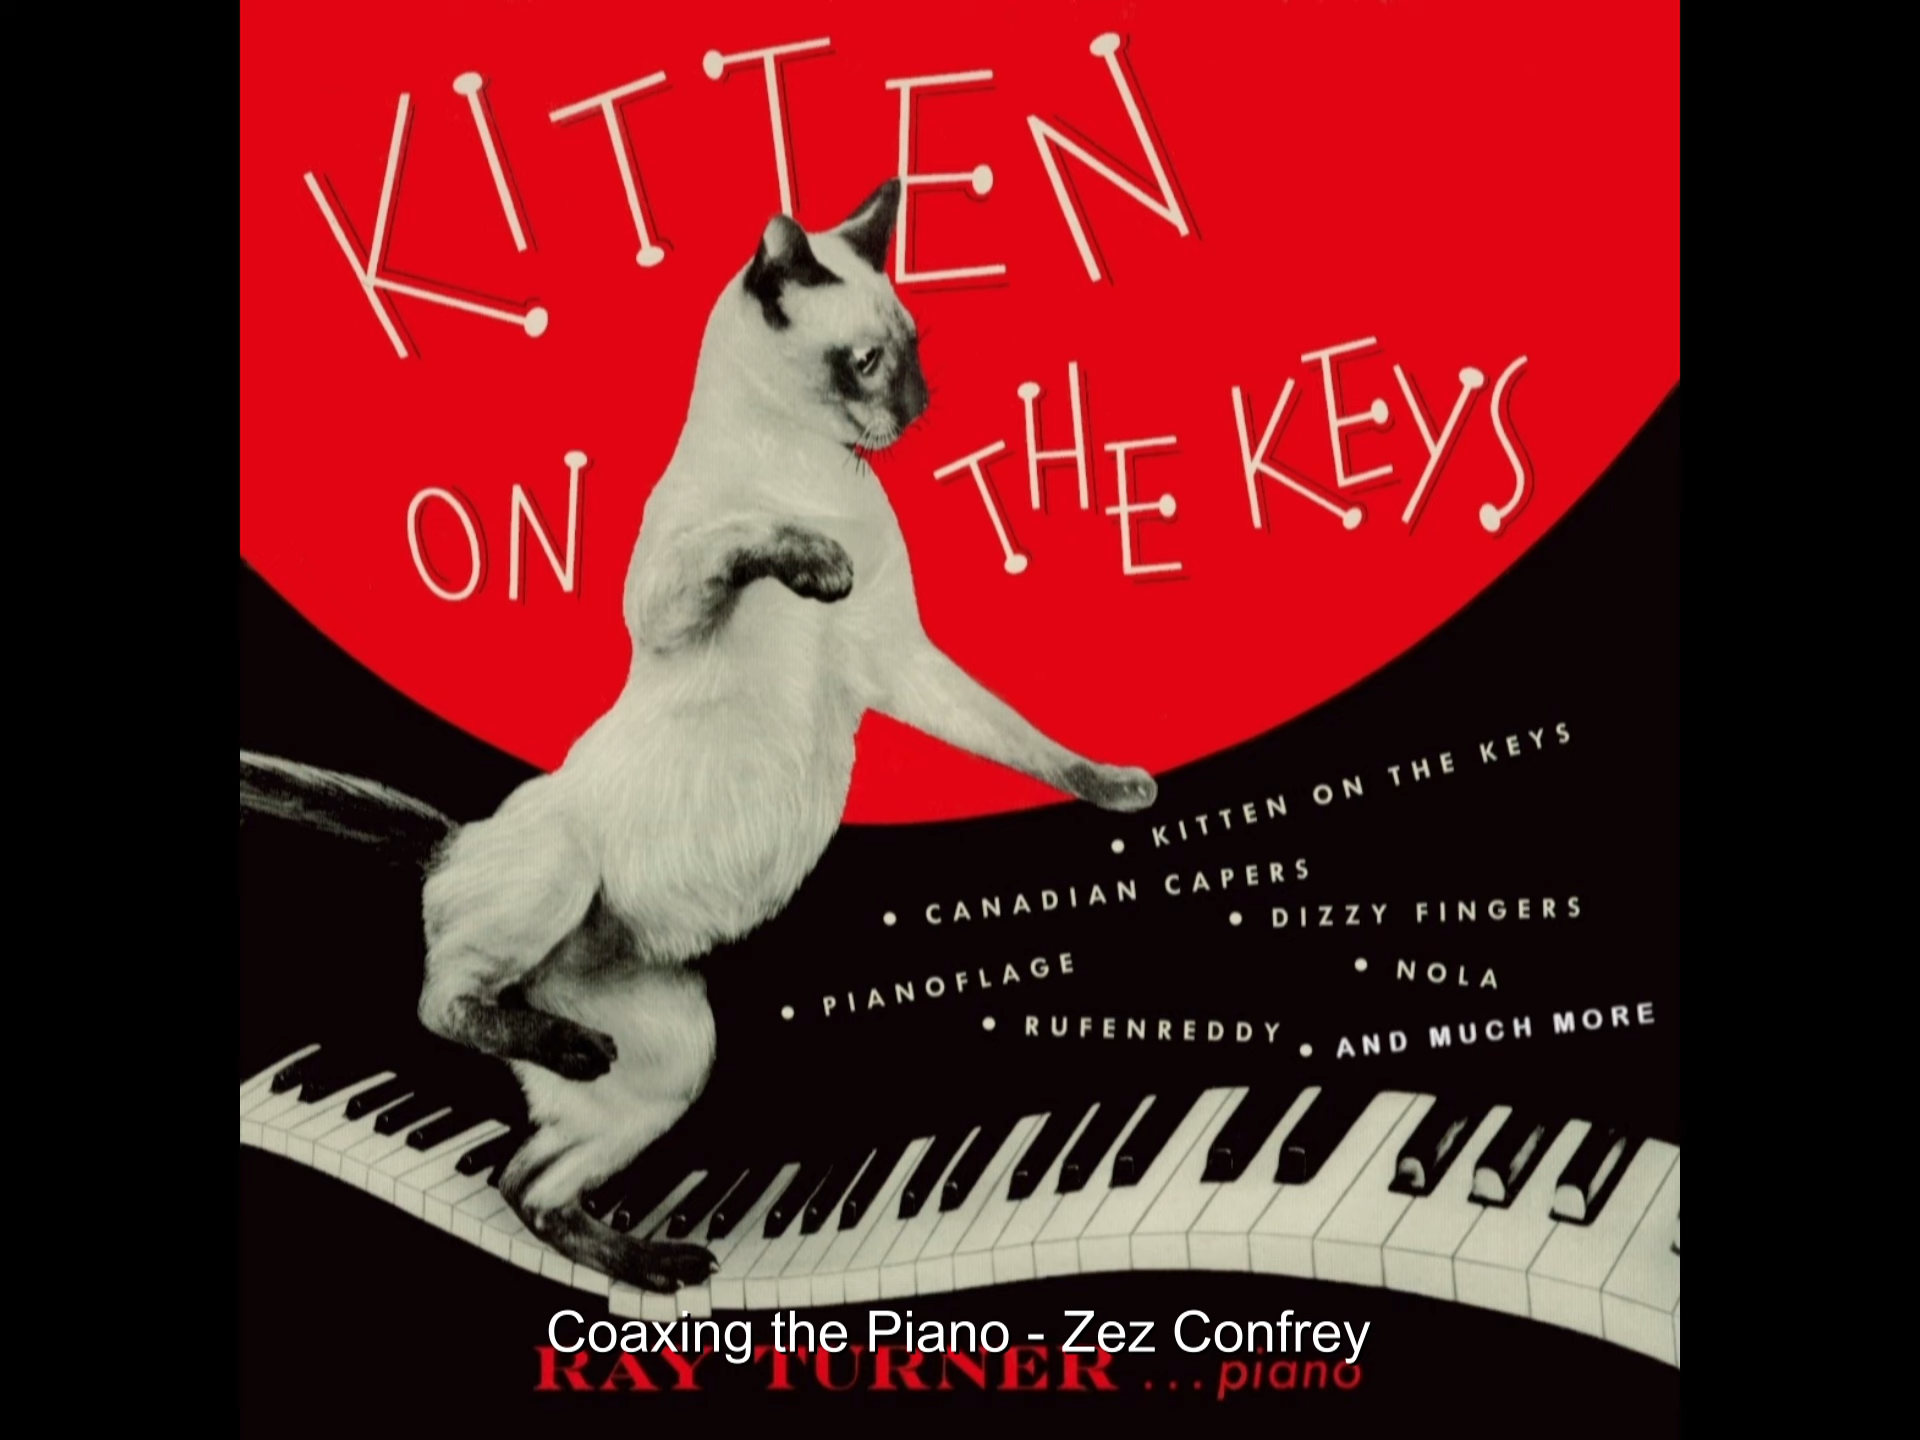 KITTEN
ON THE KEYS
• KITTEN ON THE KEYS
• CANADIAN CAPERS
• DIZZY FINGERS
• PIANOFLAGE
• NOLA
• RUFENREDDY
• AND MUCH MORE
Coaxing the Piano - Zez Confrey
RAY TURNER ... piano